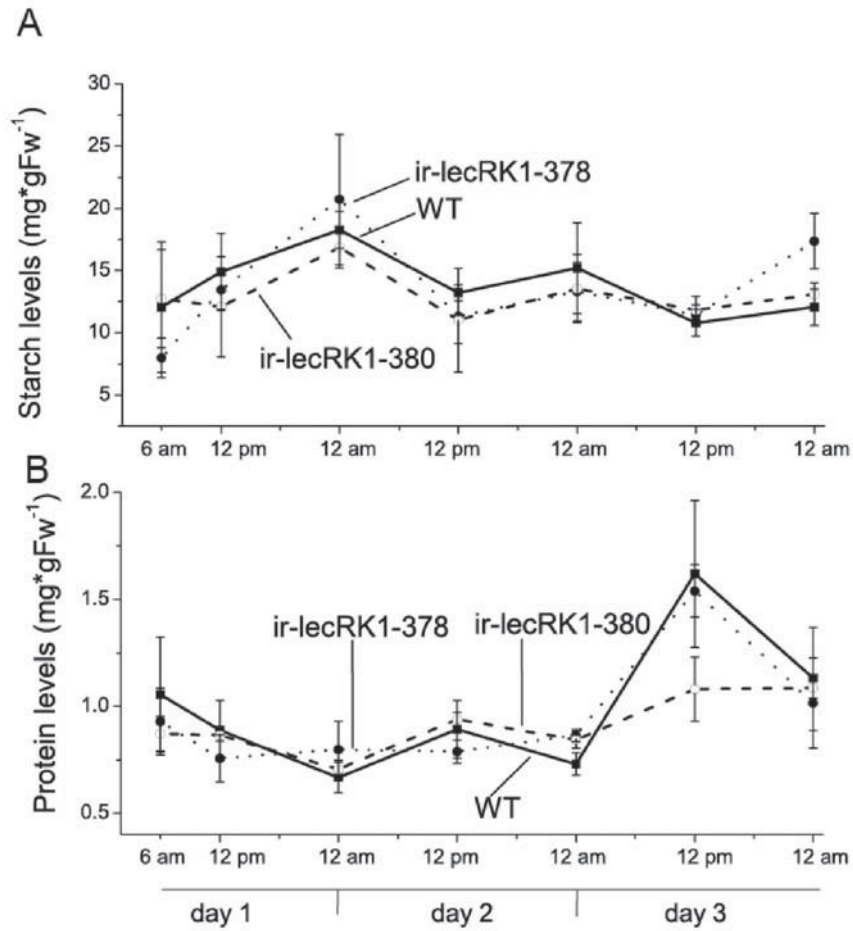 A
Starch levels (mg*gFw⁻¹)
30
25
20
15
10
5
ir-lecRK1-378
WT
ir-lecRK1-380
6 am 12 pm 12 am 12 pm 12 am 12 pm 12 am
B
Protein levels (mg*gFw⁻¹)
2.0
1.5
1.0
0.5
ir-lecRK1-378 ir-lecRK1-380
WT
6 am 12 pm 12 am 12 pm 12 am 12 pm 12 am
day 1 day 2 day 3